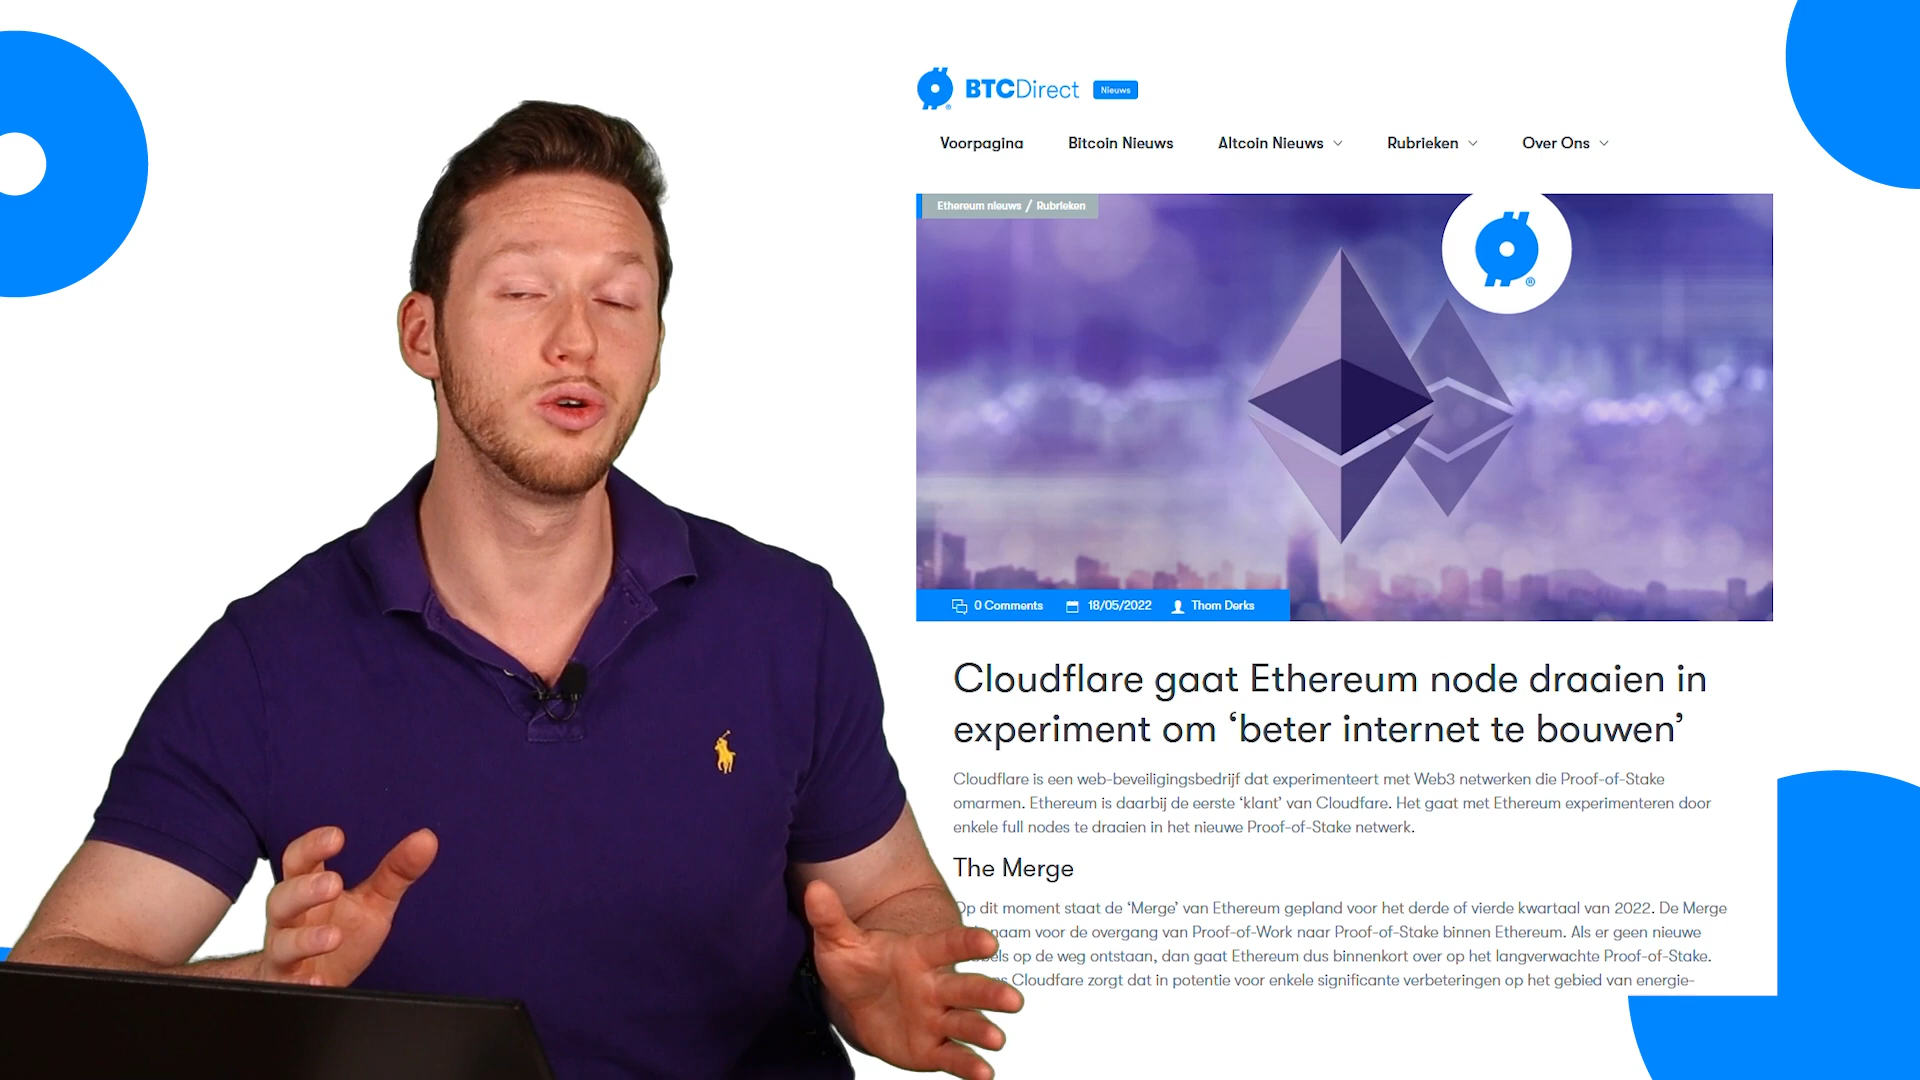 BTCDirect Nieuws
Voorpagina Bitcoin Nieuws Altcoin Nieuws Rubrieken Over Ons
Ethereum nieuws / Rubrieken
0 Comments 18/05/2022 Thom Derks
Cloudflare gaat Ethereum node draaien in
experiment om ‘beter internet te bouwen’
Cloudflare is een web-beveiligingsbedrijf dat experimenteert met Web3 netwerken die Proof-of-Stake
omarmen. Ethereum is daarbij de eerste ‘klant’ van Cloudfare. Het gaat met Ethereum experimenteren door
enkele full nodes te draaien in het nieuwe Proof-of-Stake netwerk.
The Merge
Op dit moment staat de ‘Merge’ van Ethereum gepland voor het derde of vierde kwartaal van 2022. De Merge
naam voor de overgang van Proof-of-Work naar Proof-of-Stake binnen Ethereum. Als er geen nieuwe
op de weg ontstaan, dan gaat Ethereum dus binnenkort over op het langverwachte Proof-of-Stake.
Cloudfare zorgt dat in potentie voor enkele significante verbeteringen op het gebied van energie-